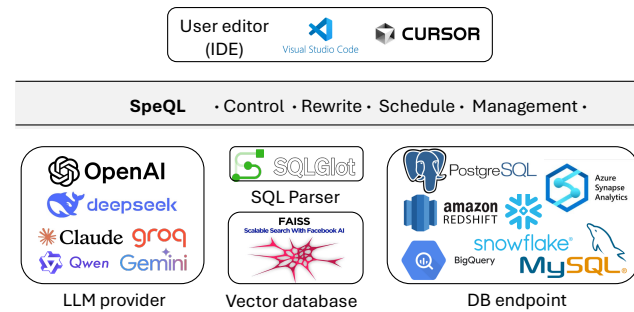 User editor
(IDE)
Visual Studio Code
CURSOR
SpeQL · Control · Rewrite · Schedule · Management ·
OpenAI
deepseek
Claude
groq
Qwen
Gemini
LLM provider
SQLGlot
SQL Parser
FAISS
Scalable Search With Facebook AI
Vector database
PostgreSQL
Azure
Synapse
Analytics
amazon
REDSHIFT
snowflake®
BigQuery
MySQL®
DB endpoint